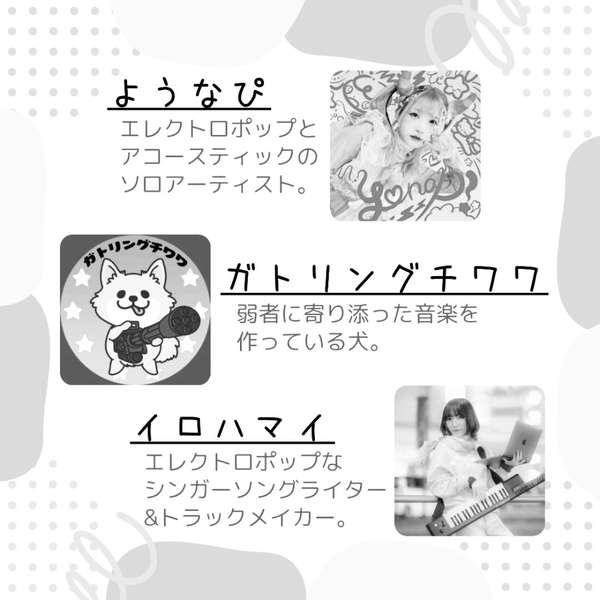 ようなぴ
エレクトロポップと
アコースティックの
ソロアーティスト。
YonaPi
ガトリングチワワ
ガトリングチワワ
弱者に寄り添った音楽を
作っている犬。
イロハマイ
エレクトロポップな
シンガーソングライター
&トラックメイカー。